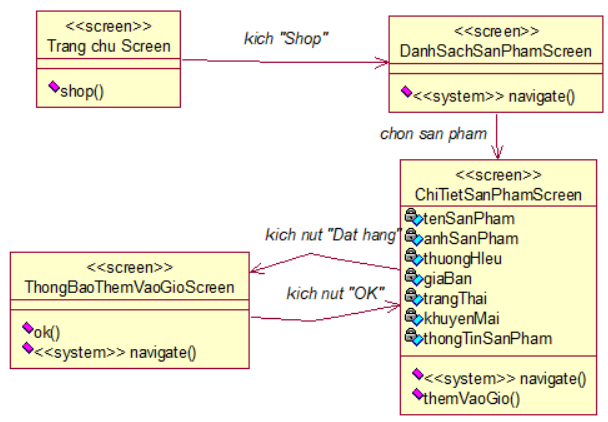 <<screen>>
Trang chu Screen
shop()
kich "Shop"
<<screen>>
DanhSachSanPhamScreen
<<system>> navigate()
chon san pham
<<screen>>
ChiTietSanPhamScreen
tenSanPham
anhSanPham
thuongHIeu
giaBan
trangThai
khuyenMai
thongTinSanPham
<<system>> navigate()
themVaoGio()
kich nut "Dat hang"
<<screen>>
ThongBaoThemVaoGioScreen
ok()
<<system>> navigate()
kich nut "OK"